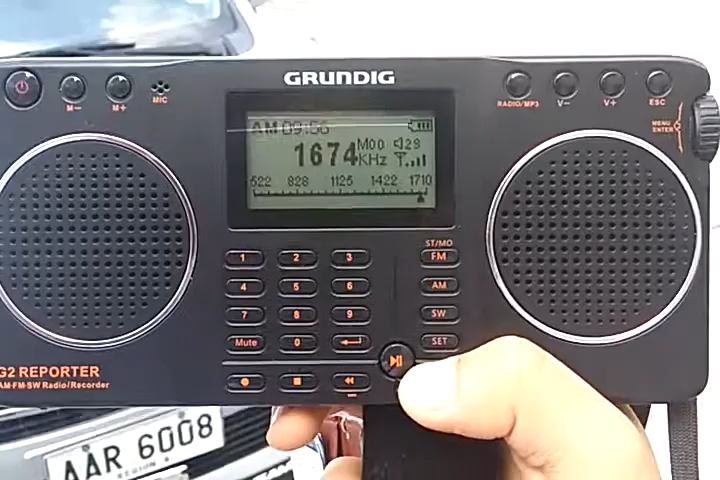 GRUNDIG
M-
M+
MIC
RADIO/MP3
V-
V+
ESC
MENU
ENTER
AM 09:56
1674
KHz
M00
29
522 828 1125 1422 1710
ST/MO
1 2 3 FM
4 5 6 AM
7 8 9 SW
Mute 0 SET
G2 REPORTER
AM-FM-SW Radio/Recorder
AAR 6008
REGION